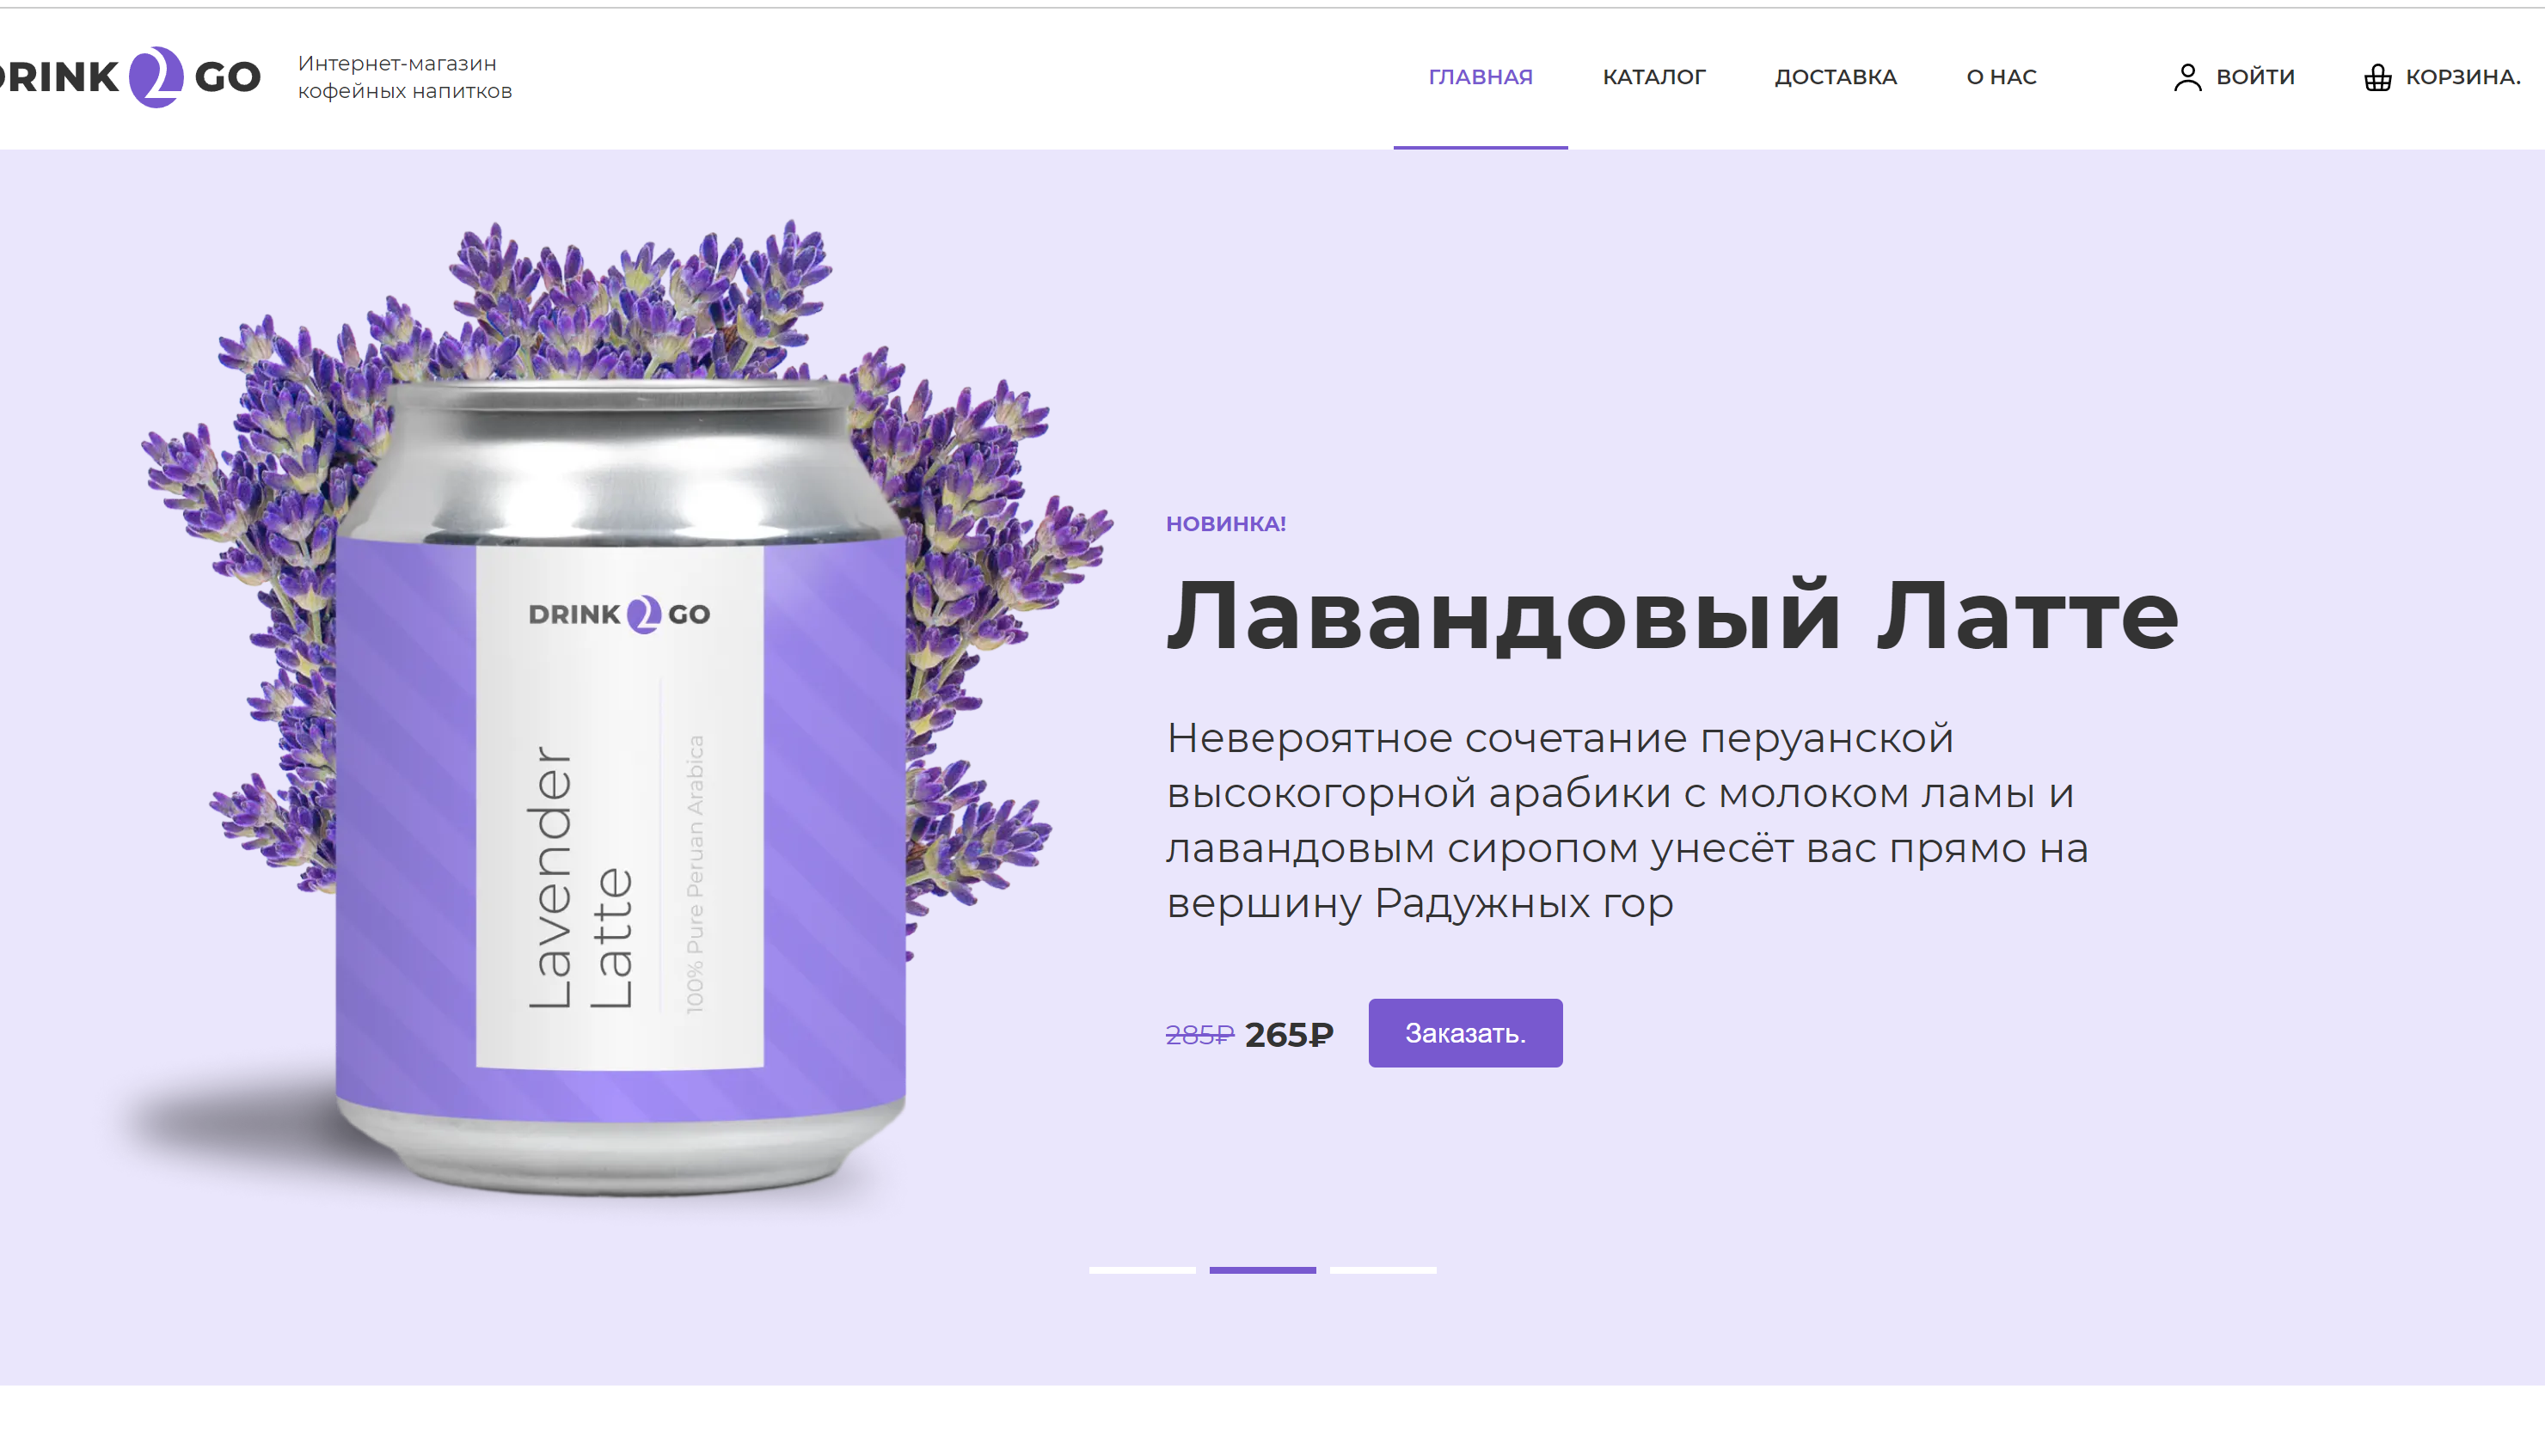 DRINK 2 GO
Интернет-магазин
кофейных напитков
ГЛАВНАЯ
КАТАЛОГ
ДОСТАВКА
О НАС
ВОЙТИ
КОРЗИНА.
DRINK 2 GO
Lavender
Latte
100% Pure Peruan Arabica
НОВИНКА!
Лавандовый Латте
Невероятное сочетание перуанской
высокогорной арабики с молоком ламы и
лавандовым сиропом унесёт вас прямо на
вершину Радужных гор
285₽ 265₽
Заказать.